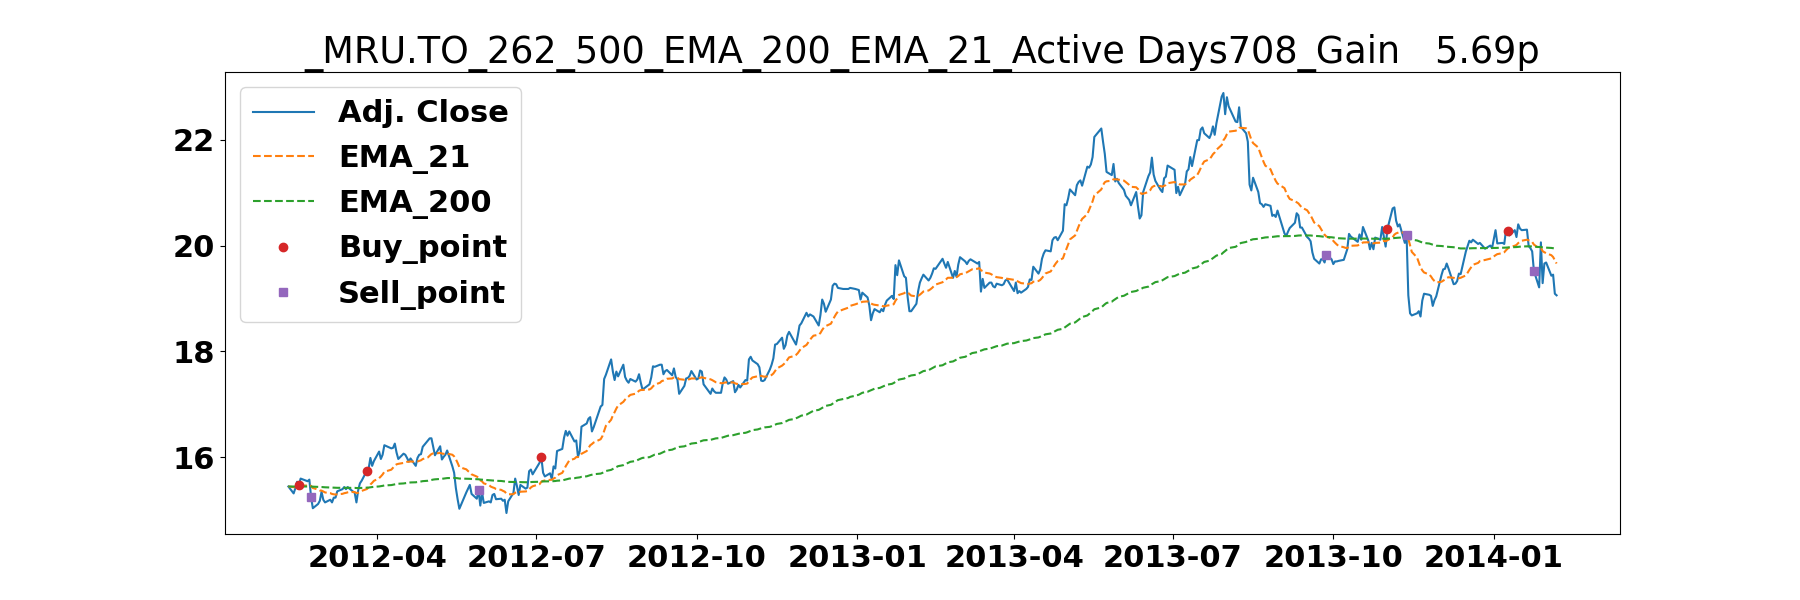 _MRU.TO_262_500_EMA_200_EMA_21_Active Days708_Gain   5.69p
Adj. Close
EMA_21
EMA_200
Buy_point
Sell_point
22
20
18
16
2012-04 2012-07 2012-10 2013-01 2013-04 2013-07 2013-10 2014-01